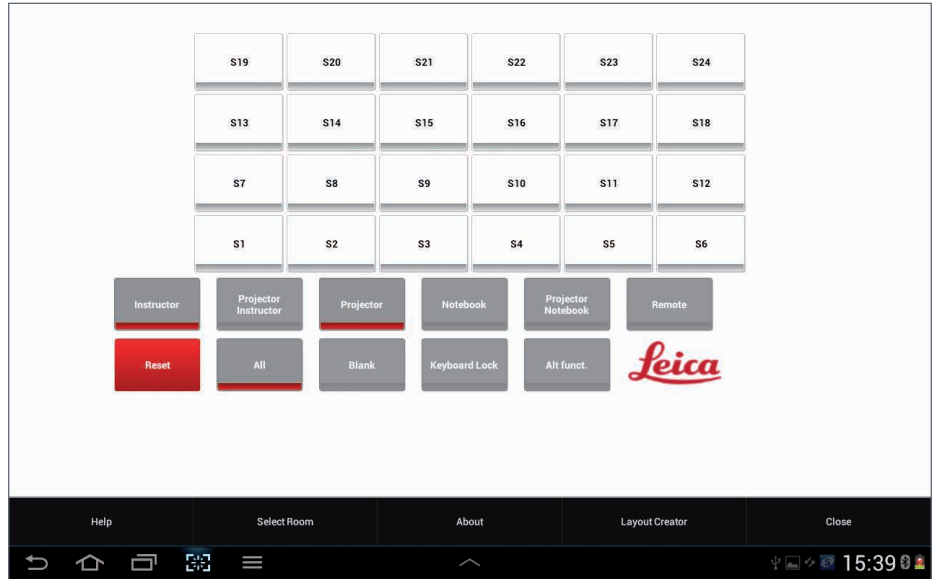 S19 S20 S21 S22 S23 S24
S13 S14 S15 S16 S17 S18
S7 S8 S9 S10 S11 S12
S1 S2 S3 S4 S5 S6
Instructor Projector Instructor Projector Notebook Projector Notebook Remote
Reset All Blank Keyboard Lock Alt funct. Leica
Help Select Room About Layout Creator Close
15:39